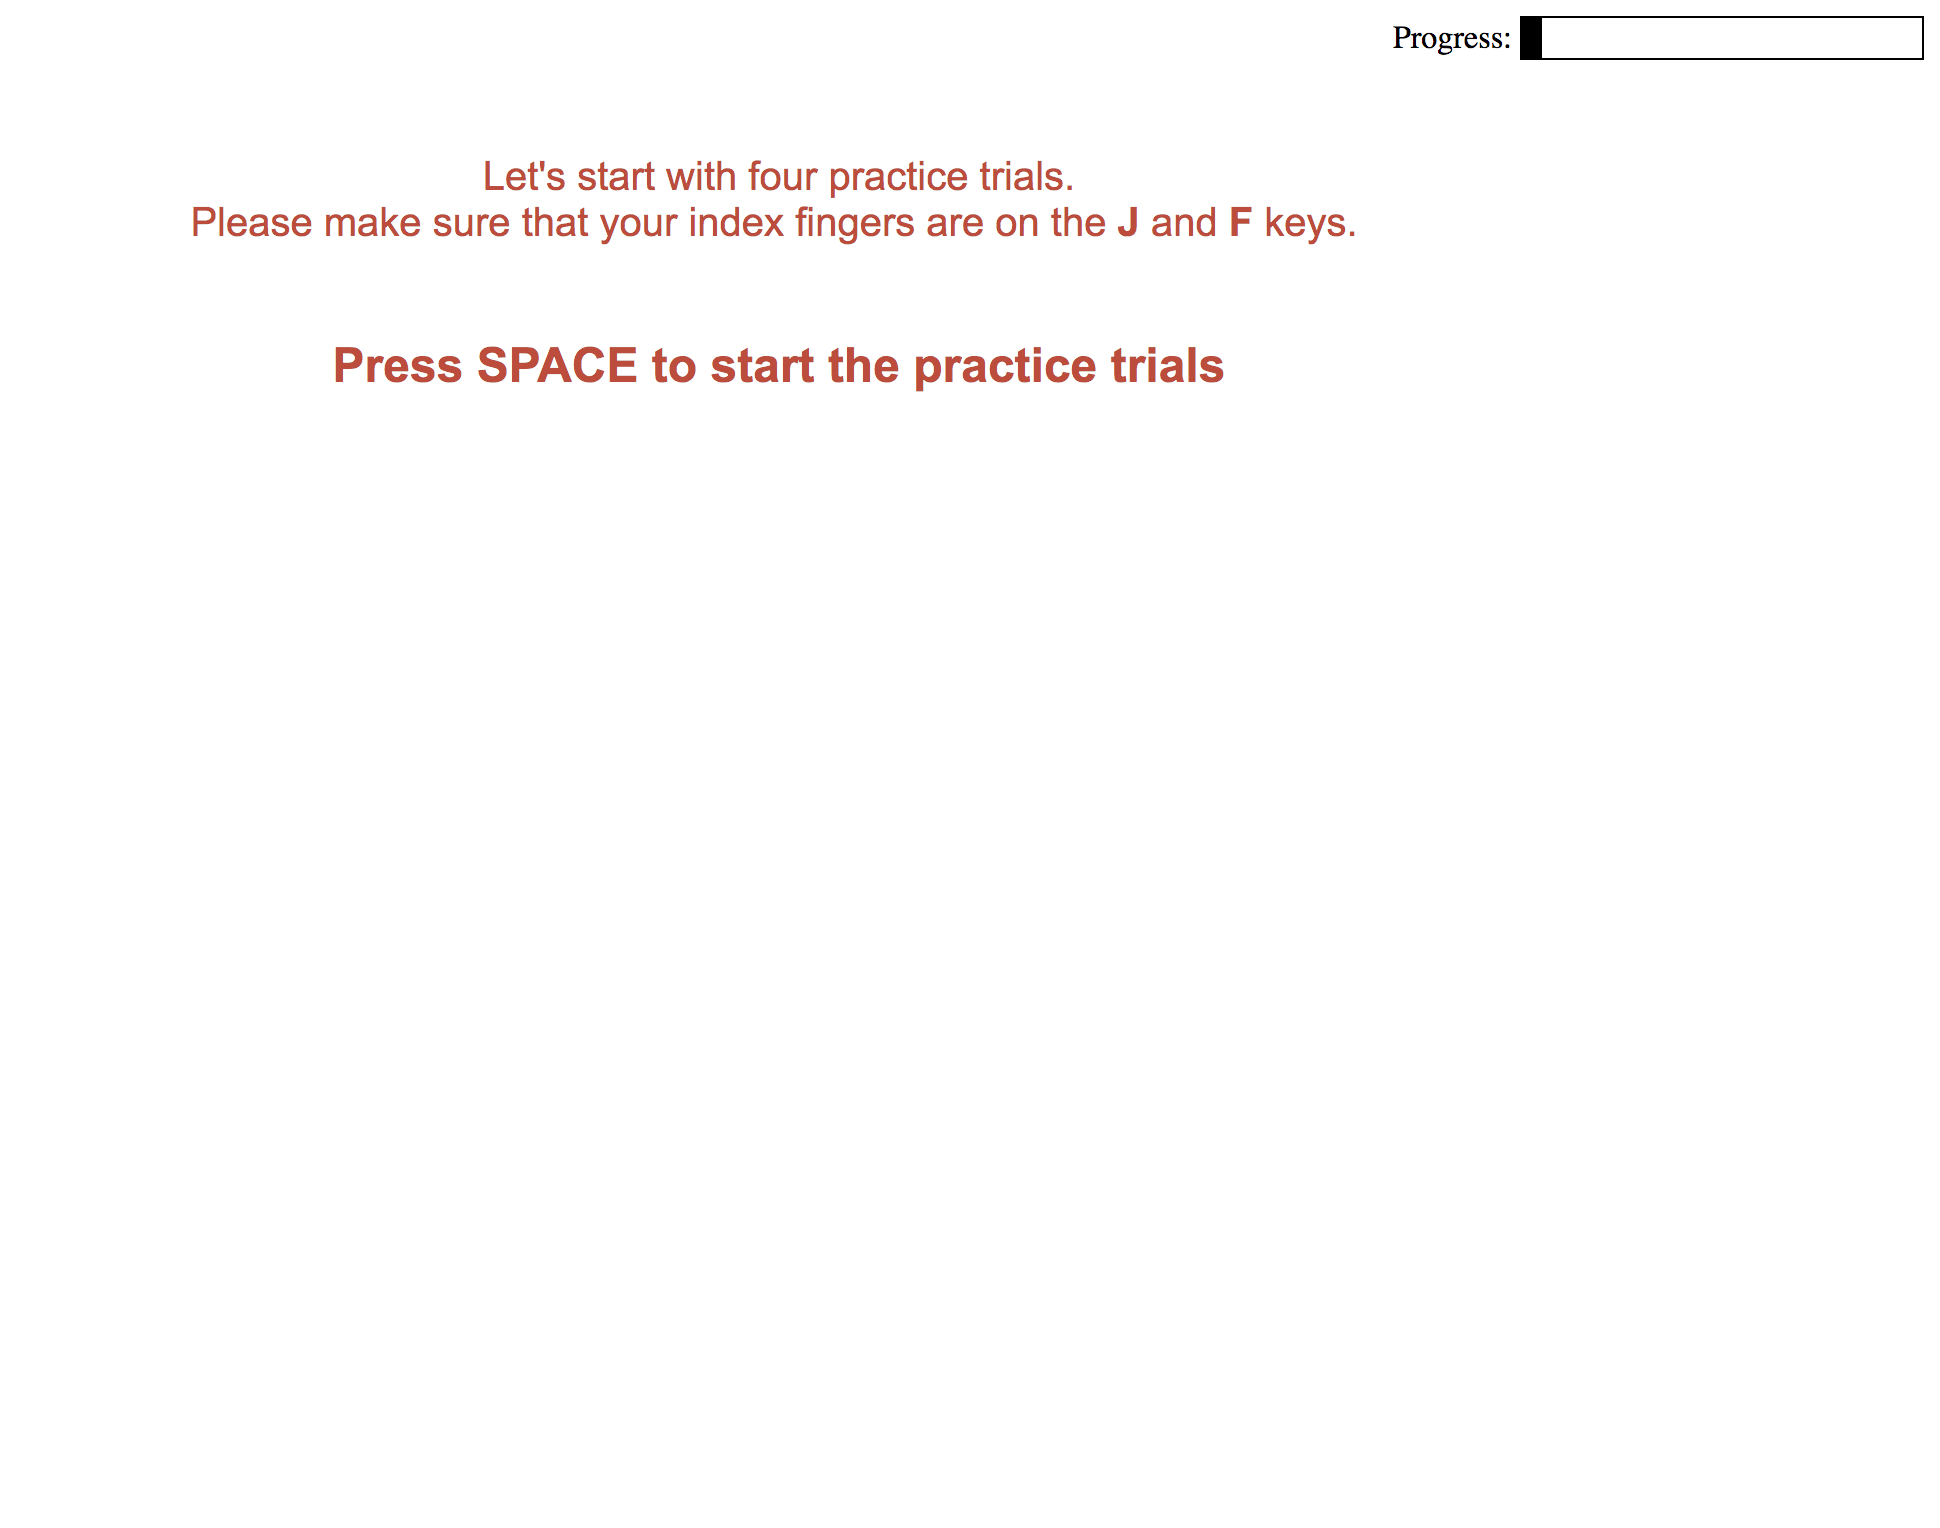 Progress:
Let's start with four practice trials.
Please make sure that your index fingers are on the J and F keys.
Press SPACE to start the practice trials